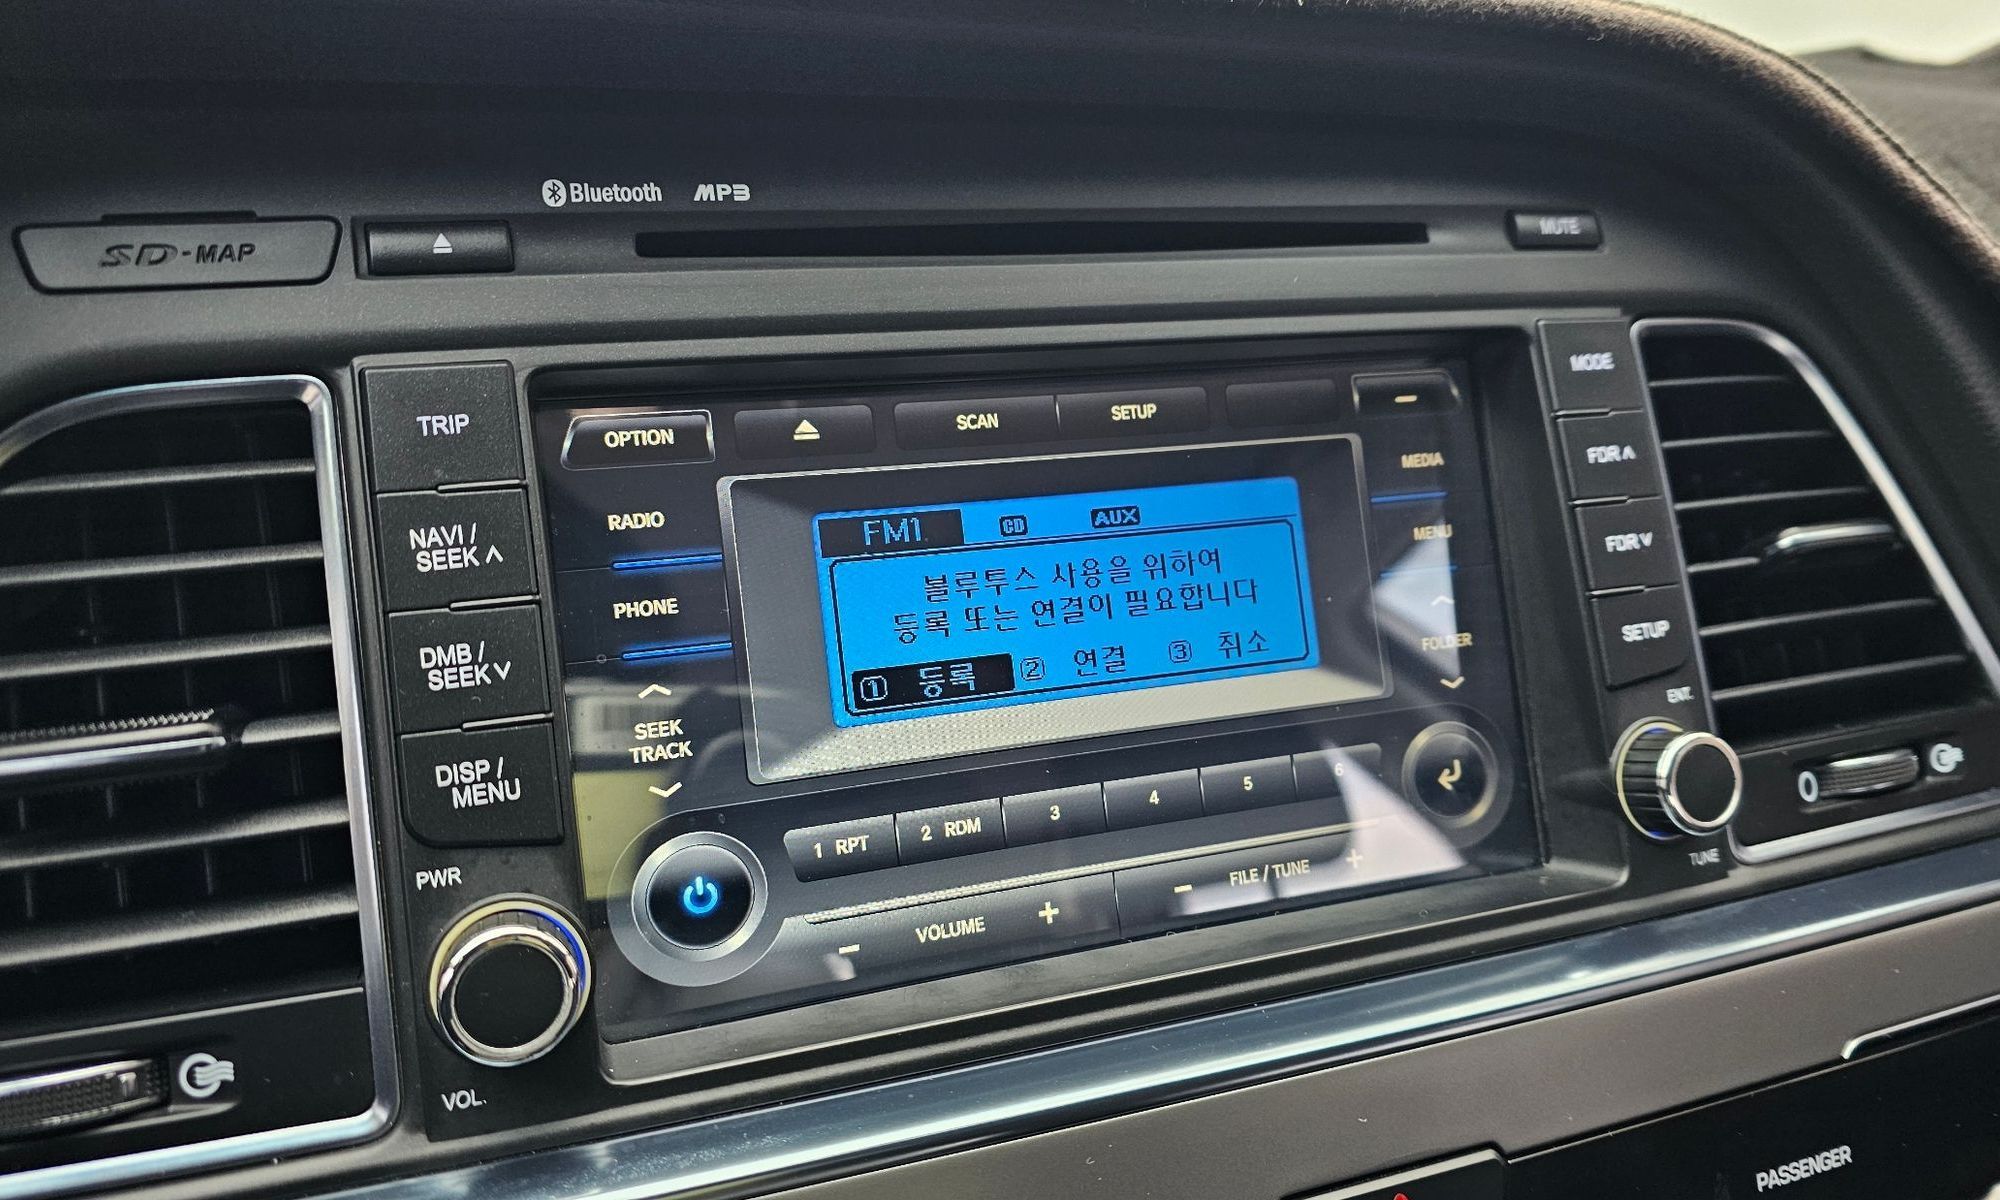 Bluetooth MP3
SD-MAP
MUTE
TRIP
NAVI /
SEEK ∧
DMB /
SEEK ∨
DISP /
MENU
PWR
VOL.
OPTION
SCAN
SETUP
RADIO
PHONE
SEEK
TRACK
FM1 CD AUX
블루투스 사용을 위하여
등록 또는 연결이 필요합니다
1 등록 2 연결 3 취소
MEDIA
MENU
FOLDER
1 RPT 2 RDM 3 4 5 6
- VOLUME +
- FILE / TUNE +
MODE
FDR ∧
FDR ∨
SETUP
ENT.
TUNE
0
PASSENGER